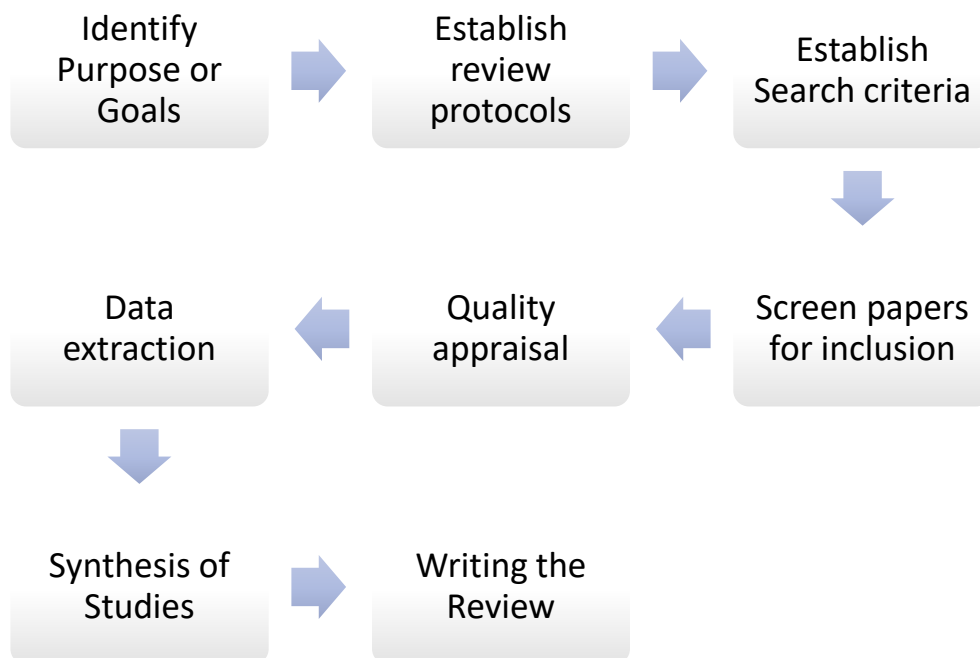 Identify
Purpose or
Goals
Establish
review
protocols
Establish
Search criteria
Screen papers
for inclusion
Quality
appraisal
Data
extraction
Synthesis of
Studies
Writing the
Review